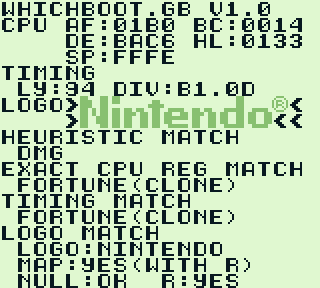 WHICHBOOT.GB V1.0
CPU AF:01B0 BC:0014
DE:BAC6 HL:0133
SP:FFFE
TIMING
LY:94 DIV:B1.0D
LOGO>Nintendo®<
>Nintendo<<
HEURISTIC MATCH
DMG
EXACT CPU REG MATCH
FORTUNE(CLONE)
TIMING MATCH
FORTUNE(CLONE)
LOGO MATCH
LOGO:NINTENDO
MAP:YES(WITH R)
NULL:OK R:YES